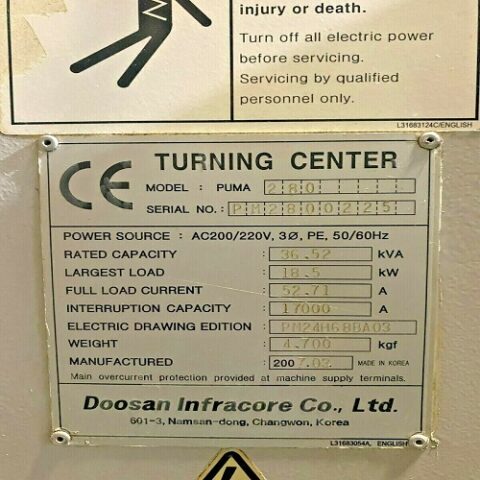 injury or death.
Turn off all electric power
before servicing.
Servicing by qualified
personnel only.
L31683124C/ENGLISH
CE TURNING CENTER
MODEL : PUMA 280
SERIAL NO. : PM2800225
POWER SOURCE : AC200/220V, 3Ø, PE, 50/60Hz
RATED CAPACITY : 36.52 kVA
LARGEST LOAD : 18.5 kW
FULL LOAD CURRENT : 52.71 A
INTERRUPTION CAPACITY : 17000 A
ELECTRIC DRAWING EDITION : PM24H68BA03
WEIGHT : 4.700 kgf
MANUFACTURED : 2007.02 MADE IN KOREA
Main overcurrent protection provided at machine supply terminals.
Doosan Infracore Co., Ltd.
601-3, Namsan-dong, Changwon, Korea
L31683054A, ENGLISH